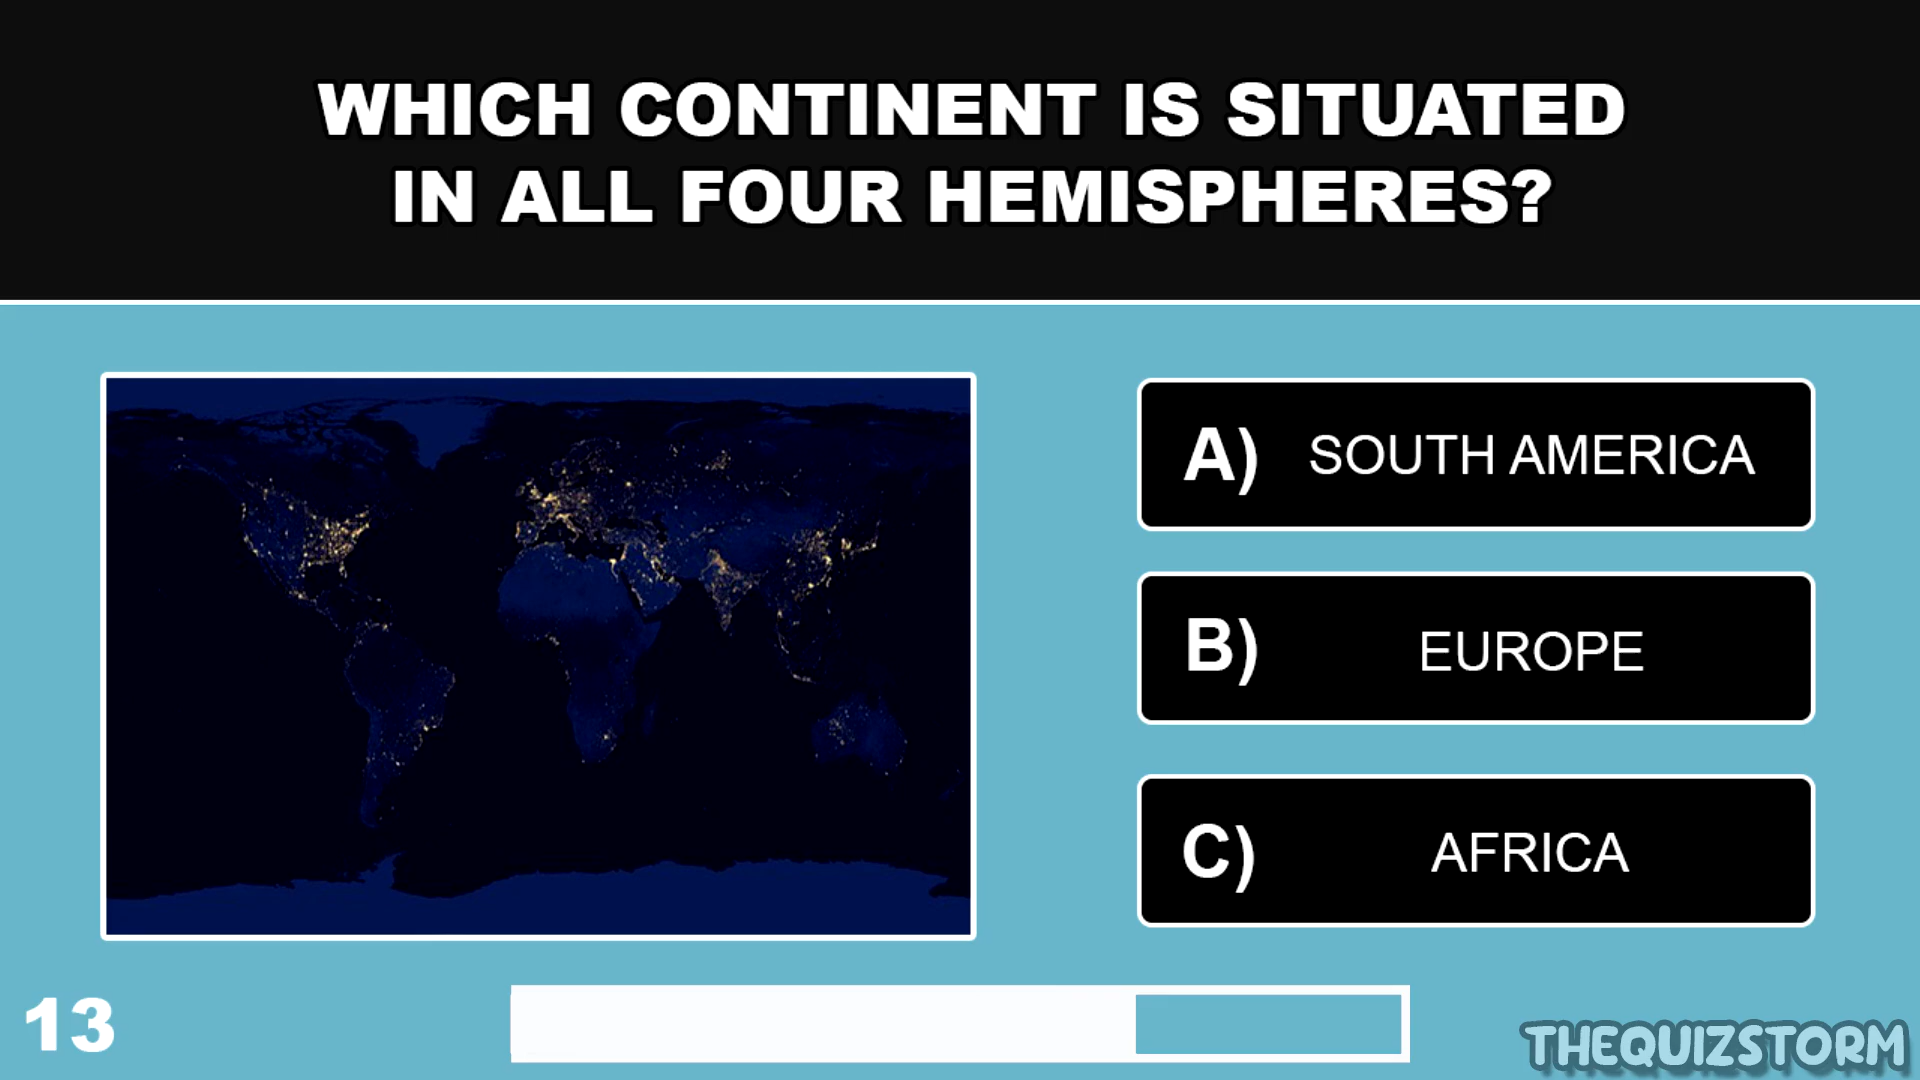 WHICH CONTINENT IS SITUATED
IN ALL FOUR HEMISPHERES?
A) SOUTH AMERICA
B) EUROPE
C) AFRICA
13
THEQUIZSTORM